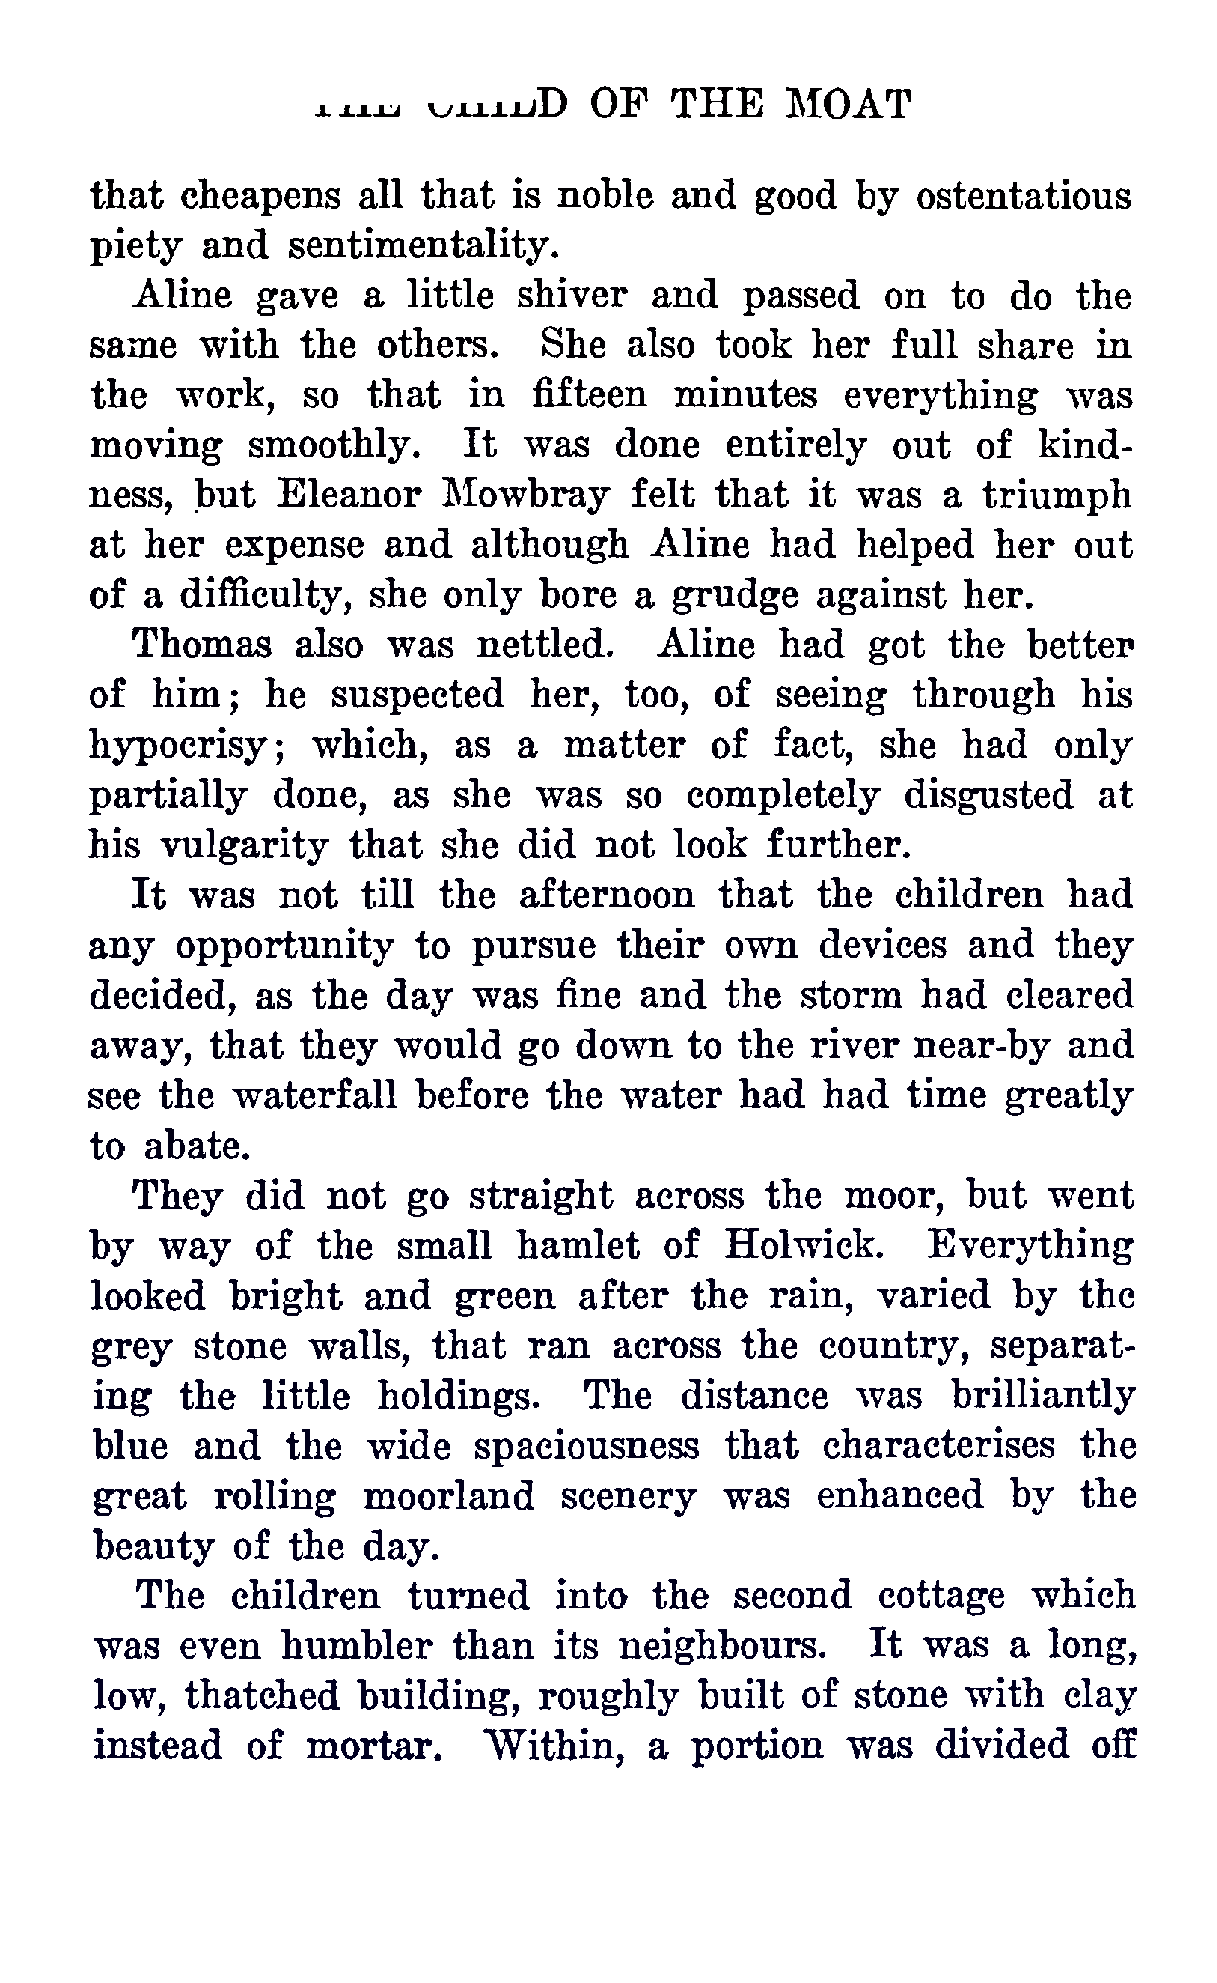 THE CHILD OF THE MOAT
that cheapens all that is noble and good by ostentatious
piety and sentimentality.
Aline gave a little shiver and passed on to do the
same with the others. She also took her full share in
the work, so that in fifteen minutes everything was
moving smoothly. It was done entirely out of kind-
ness, but Eleanor Mowbray felt that it was a triumph
at her expense and although Aline had helped her out
of a difficulty, she only bore a grudge against her.
Thomas also was nettled. Aline had got the better
of him; he suspected her, too, of seeing through his
hypocrisy; which, as a matter of fact, she had only
partially done, as she was so completely disgusted at
his vulgarity that she did not look further.
It was not till the afternoon that the children had
any opportunity to pursue their own devices and they
decided, as the day was fine and the storm had cleared
away, that they would go down to the river near-by and
see the waterfall before the water had had time greatly
to abate.
They did not go straight across the moor, but went
by way of the small hamlet of Holwick. Everything
looked bright and green after the rain, varied by the
grey stone walls, that ran across the country, separat-
ing the little holdings. The distance was brilliantly
blue and the wide spaciousness that characterises the
great rolling moorland scenery was enhanced by the
beauty of the day.
The children turned into the second cottage which
was even humbler than its neighbours. It was a long,
low, thatched building, roughly built of stone with clay
instead of mortar. Within, a portion was divided off